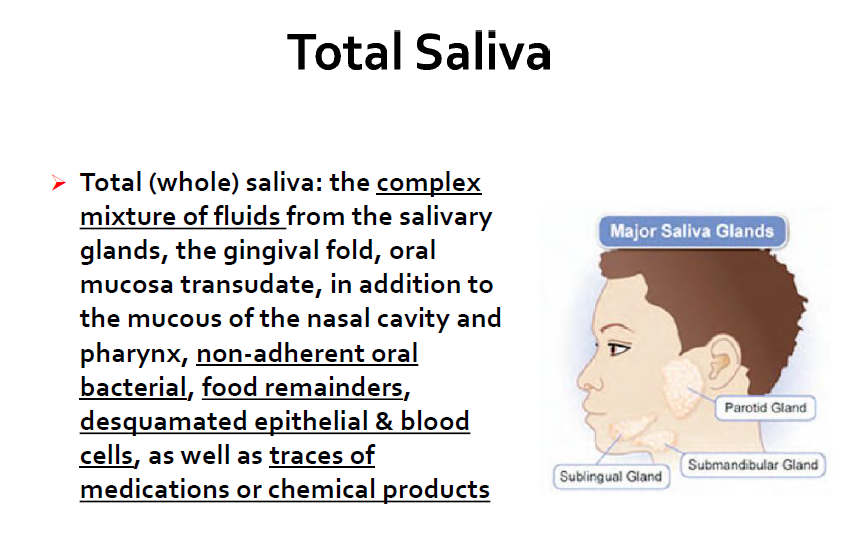 Total Saliva
➢ Total (whole) saliva: the complex
mixture of fluids from the salivary
glands, the gingival fold, oral
mucosa transudate, in addition to
the mucous of the nasal cavity and
pharynx, non-adherent oral
bacterial, food remainders,
desquamated epithelial & blood
cells, as well as traces of
medications or chemical products
Major Saliva Glands
Parotid Gland
Submandibular Gland
Sublingual Gland